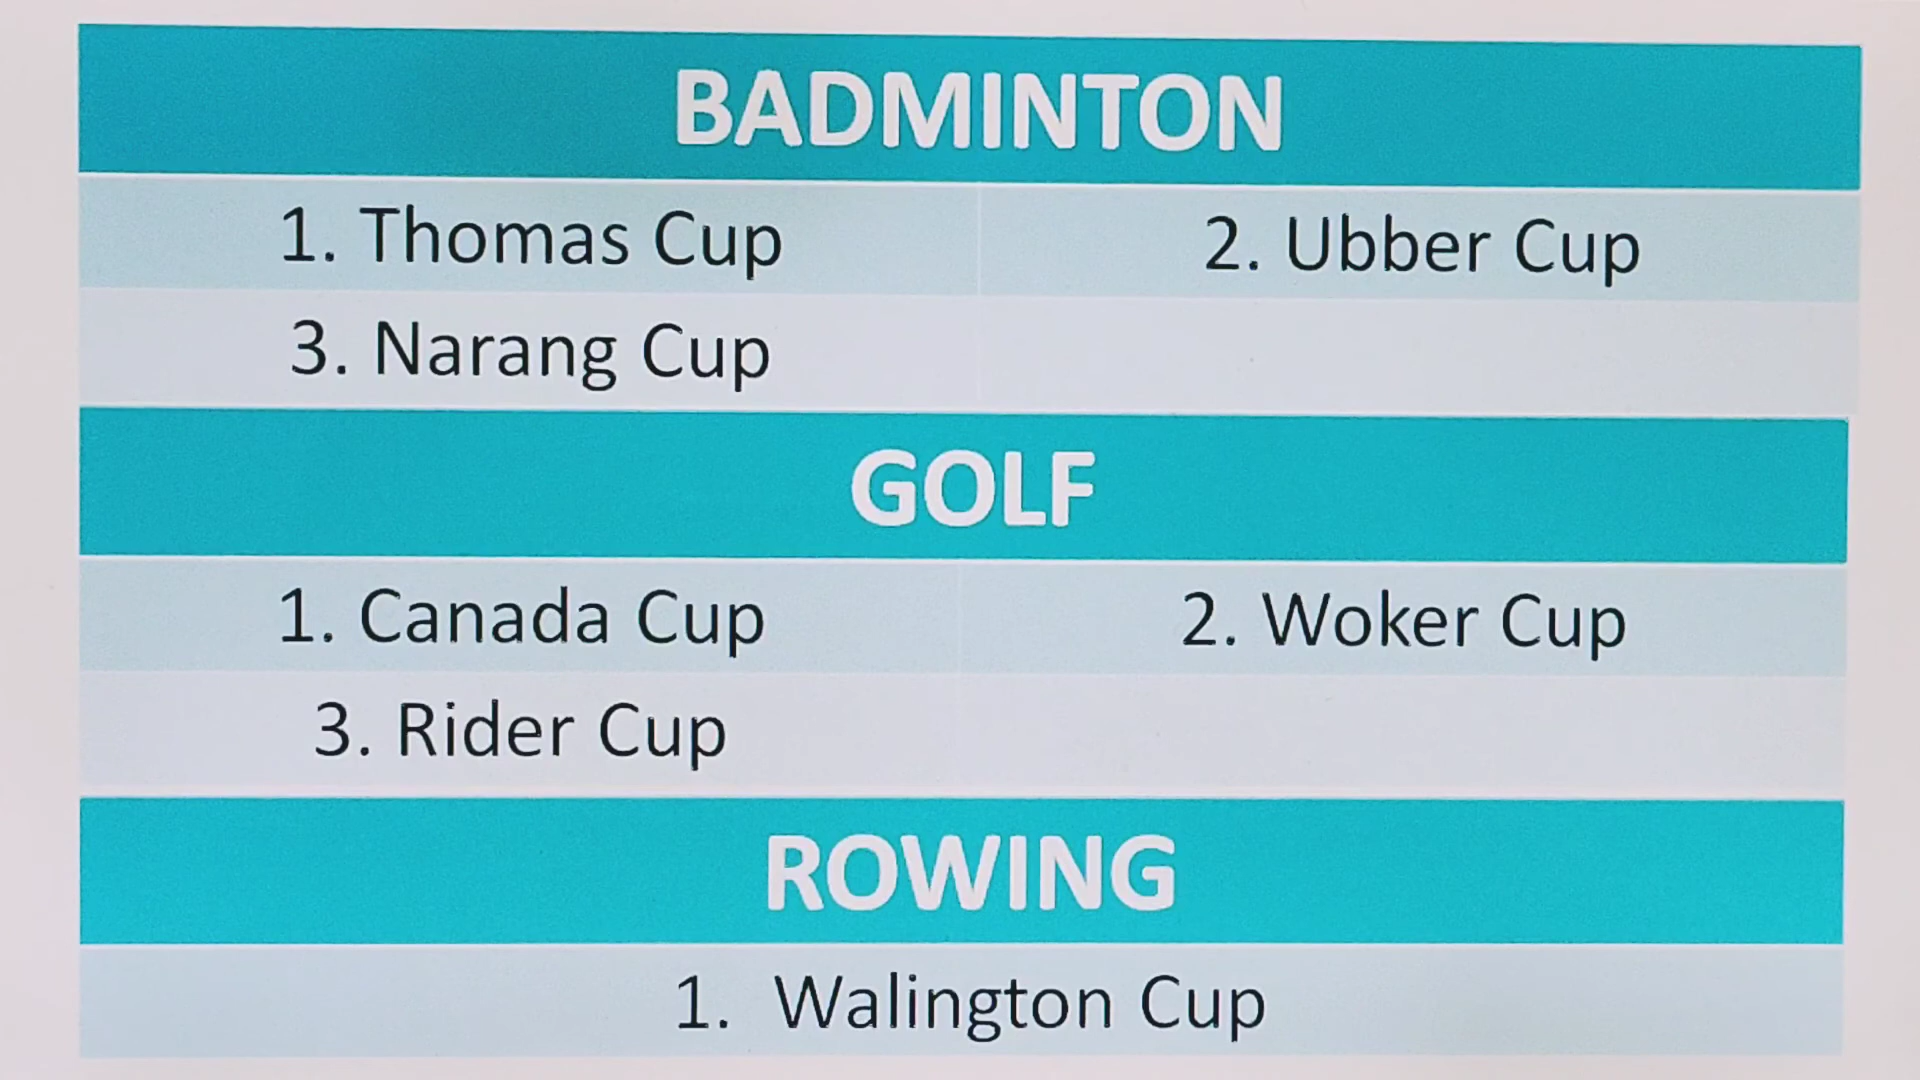 BADMINTON
1. Thomas Cup
2. Ubber Cup
3. Narang Cup
GOLF
1. Canada Cup
2. Woker Cup
3. Rider Cup
ROWING
1. Walington Cup